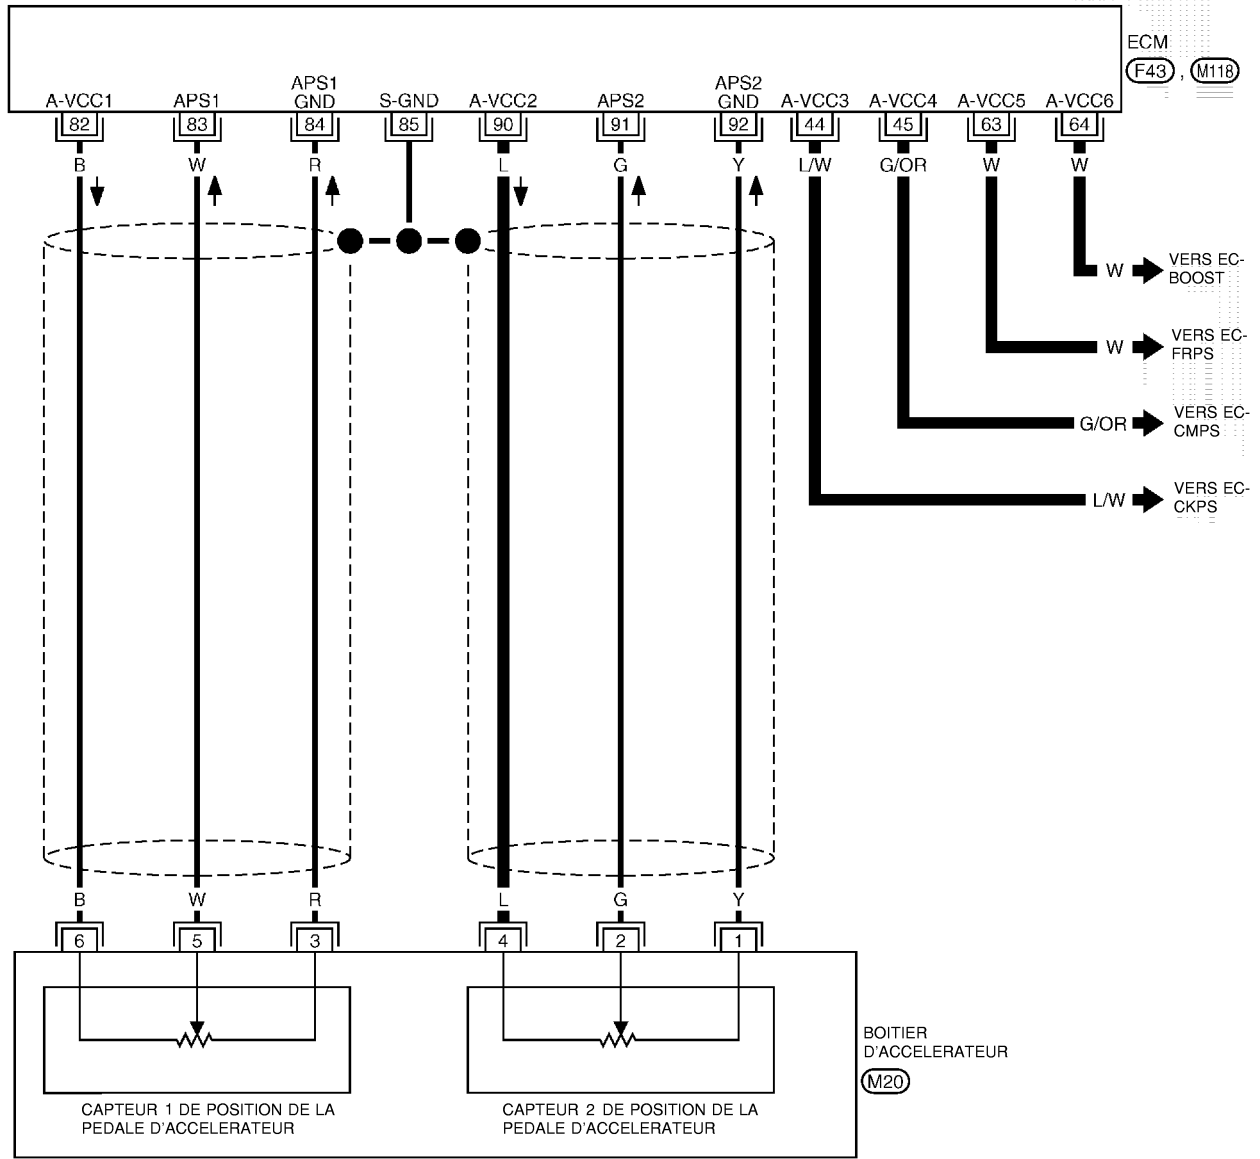 ECM
F43 , M118
A-VCC1 APS1 APS1 GND S-GND A-VCC2 APS2 APS2 GND A-VCC3 A-VCC4 A-VCC5 A-VCC6
82 83 84 85 90 91 92 44 45 63 64
B W R L G Y L/W G/OR W W
W VERS EC-
BOOST
W VERS EC-
FRPS
G/OR VERS EC-
CMPS
L/W VERS EC-
CKPS
B W R L G Y
6 5 3 4 2 1
BOITIER
D'ACCELERATEUR
M20
CAPTEUR 1 DE POSITION DE LA
PEDALE D'ACCELERATEUR
CAPTEUR 2 DE POSITION DE LA
PEDALE D'ACCELERATEUR